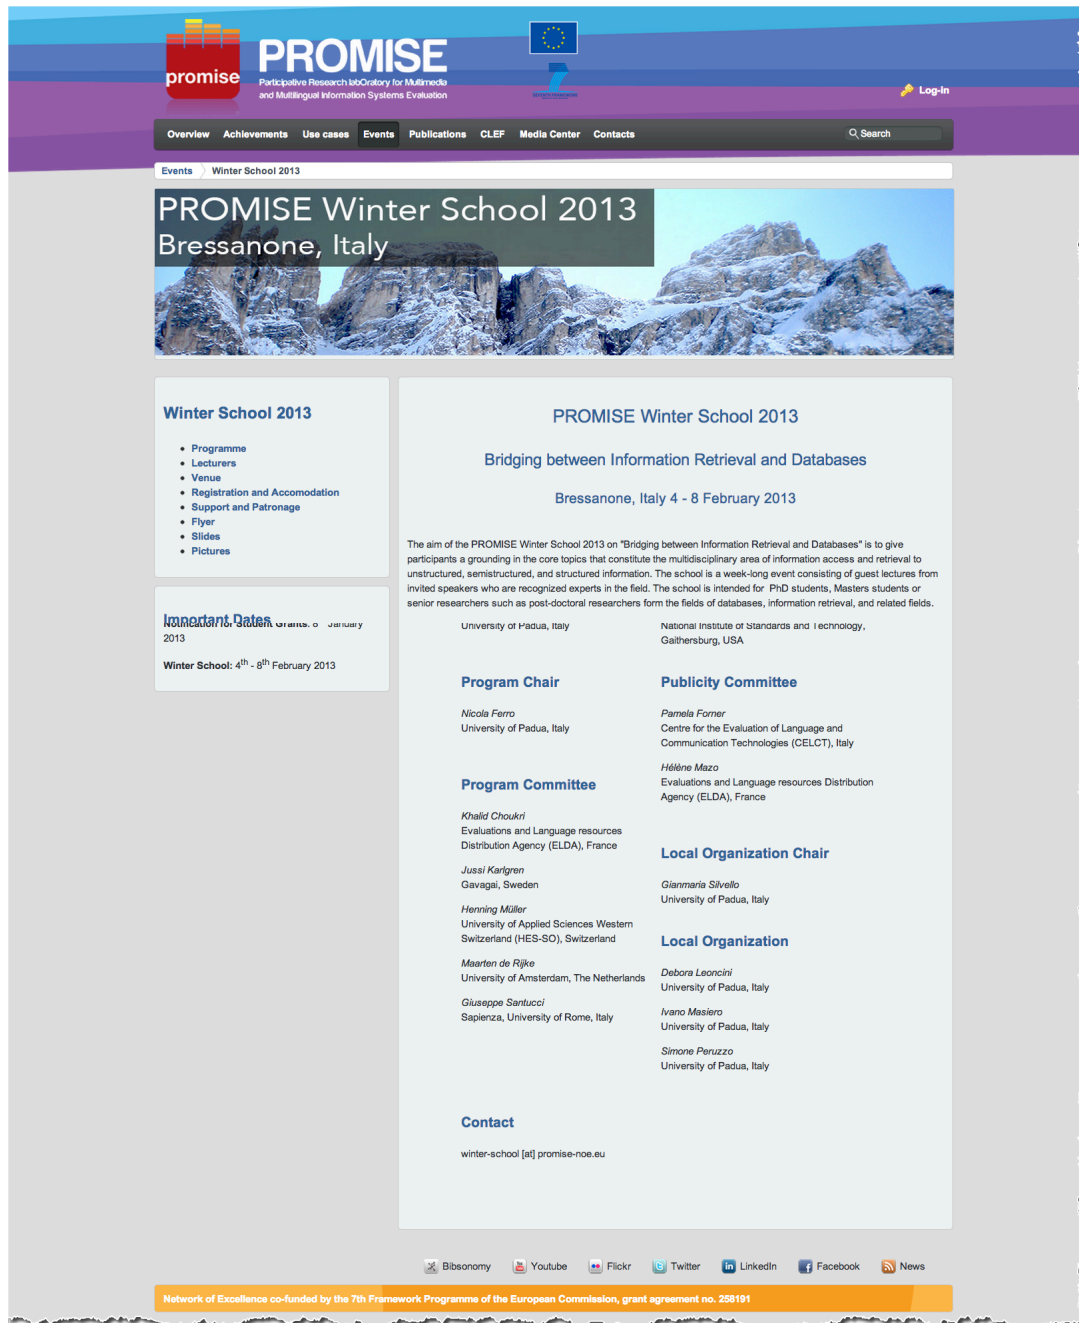 promise
PROMISE
Participative Research labOratory for Multimedia
and Multilingual Information Systems Evaluation
SEVENTH FRAMEWORK
Log-In
Overview Achievements Use cases Events Publications CLEF Media Center Contacts Search
Events Winter School 2013
PROMISE Winter School 2013
Bressanone, Italy
Winter School 2013
Programme
Lecturers
Venue
Registration and Accomodation
Support and Patronage
Flyer
Slides
Pictures
Important Dates
Notification for Student Grants: 8 January
2013
Winter School: 4th - 8th February 2013
PROMISE Winter School 2013
Bridging between Information Retrieval and Databases
Bressanone, Italy 4 - 8 February 2013
The aim of the PROMISE Winter School 2013 on "Bridging between Information Retrieval and Databases" is to give
participants a grounding in the core topics that constitute the multidisciplinary area of information access and retrieval to
unstructured, semistructured, and structured information. The school is a week-long event consisting of guest lectures from
invited speakers who are recognized experts in the field. The school is intended for PhD students, Masters students or
senior researchers such as post-doctoral researchers form the fields of databases, information retrieval, and related fields.
University of Padua, Italy
Program Chair
Nicola Ferro
University of Padua, Italy
Program Committee
Khalid Choukri
Evaluations and Language resources
Distribution Agency (ELDA), France
Jussi Karlgren
Gavagai, Sweden
Henning Müller
University of Applied Sciences Western
Switzerland (HES-SO), Switzerland
Maarten de Rijke
University of Amsterdam, The Netherlands
Giuseppe Santucci
Sapienza, University of Rome, Italy
National Institute of Standards and Technology,
Gaithersburg, USA
Publicity Committee
Pamela Forner
Centre for the Evaluation of Language and
Communication Technologies (CELCT), Italy
Hélène Mazo
Evaluations and Language resources Distribution
Agency (ELDA), France
Local Organization Chair
Gianmaria Silvello
University of Padua, Italy
Local Organization
Debora Leoncini
University of Padua, Italy
Ivano Masiero
University of Padua, Italy
Simone Peruzzo
University of Padua, Italy
Contact
winter-school [at] promise-noe.eu
Bibsonomy Youtube Flickr Twitter LinkedIn Facebook News
Network of Excellence co-funded by the 7th Framework Programme of the European Commission, grant agreement no. 258191